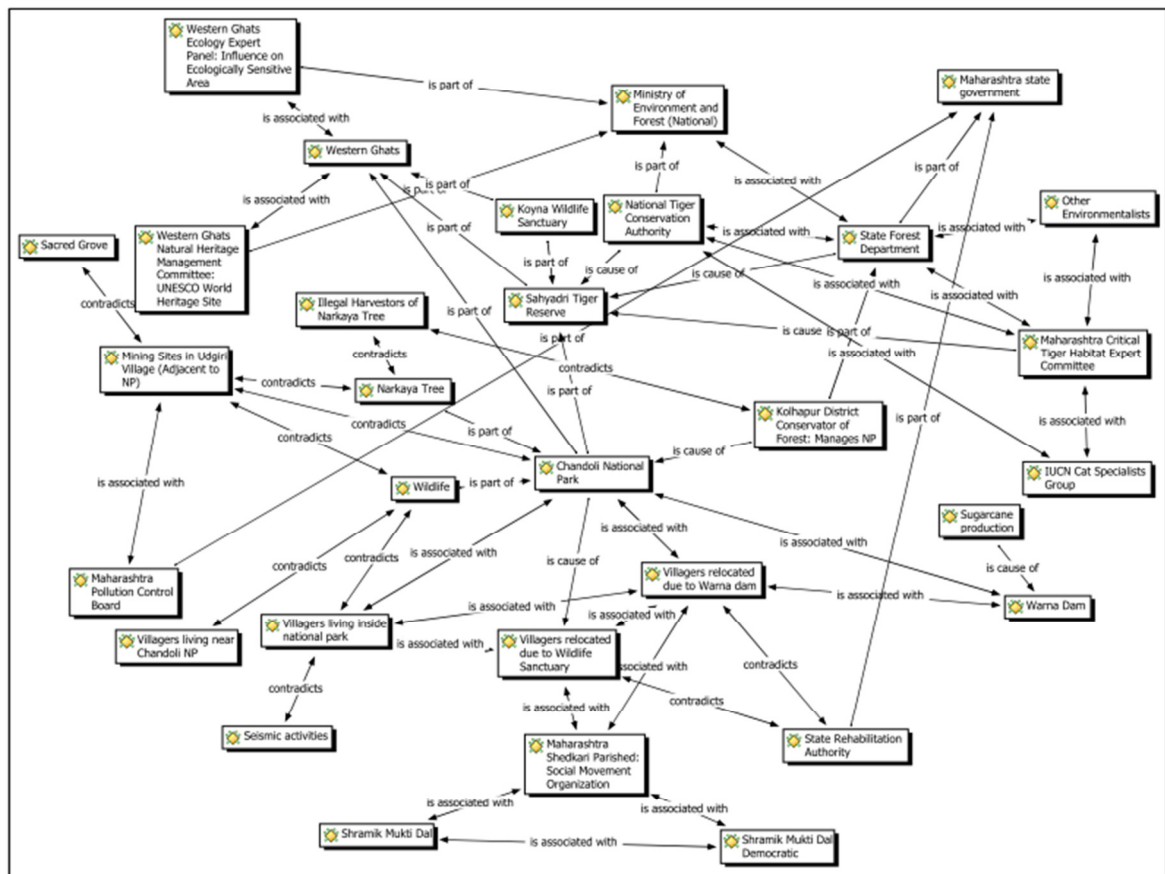 Western Ghats
Ecology Expert
Panel: Influence on
Ecologically Sensitive
Area
is part of
Ministry of
Environment and
Forest (National)
Maharashtra state
government
is associated with
Western Ghats
is part of
is part of
is associated with
is associated with
is part of
is part of
Koyna Wildlife
Sanctuary
National Tiger
Conservation
Authority
is associated with
State Forest
Department
is associated with
Other
Environmentalists
Sacred Grove
Western Ghats
Natural Heritage
Management
Committee:
UNESCO World
Heritage Site
is part of
is part of
is cause of
is cause of
is associated with
is associated with
is associated with
contradicts
Illegal Harvestors of
Narkaya Tree
Sahyadri Tiger
Reserve
is part of
is cause
is part of
Maharashtra Critical
Tiger Habitat Expert
Committee
Mining Sites in Udgiri
Village (Adjacent to
NP)
contradicts
contradicts
is associated with
contradicts
Narkaya Tree
is part of
Kolhapur District
Conservator
of Forest: Manages NP
is part of
is associated with
contradicts
is part of
contradicts
is cause of
Chandoli National
Park
IUCN Cat Specialists
Group
is associated with
Wildlife
is part of
Sugarcane
production
is associated with
is associated with
is associated with
contradicts
contradicts
is cause of
is cause of
Maharashtra
Pollution Control
Board
Villagers relocated
due to Warna dam
is associated with
Warna Dam
is associated with
is associated with
Villagers living near
Chandoli NP
Villagers living inside
national park
is associated with
Villagers relocated
due to Wildlife
Sanctuary
associated with
contradicts
contradicts
contradicts
is associated with
Seismic activities
Maharashtra
Shedkari Parished:
Social Movement
Organization
State Rehabilitation
Authority
is associated with
is associated with
Shramik Mukti Dal
is associated with
Shramik Mukti Dal
Democratic